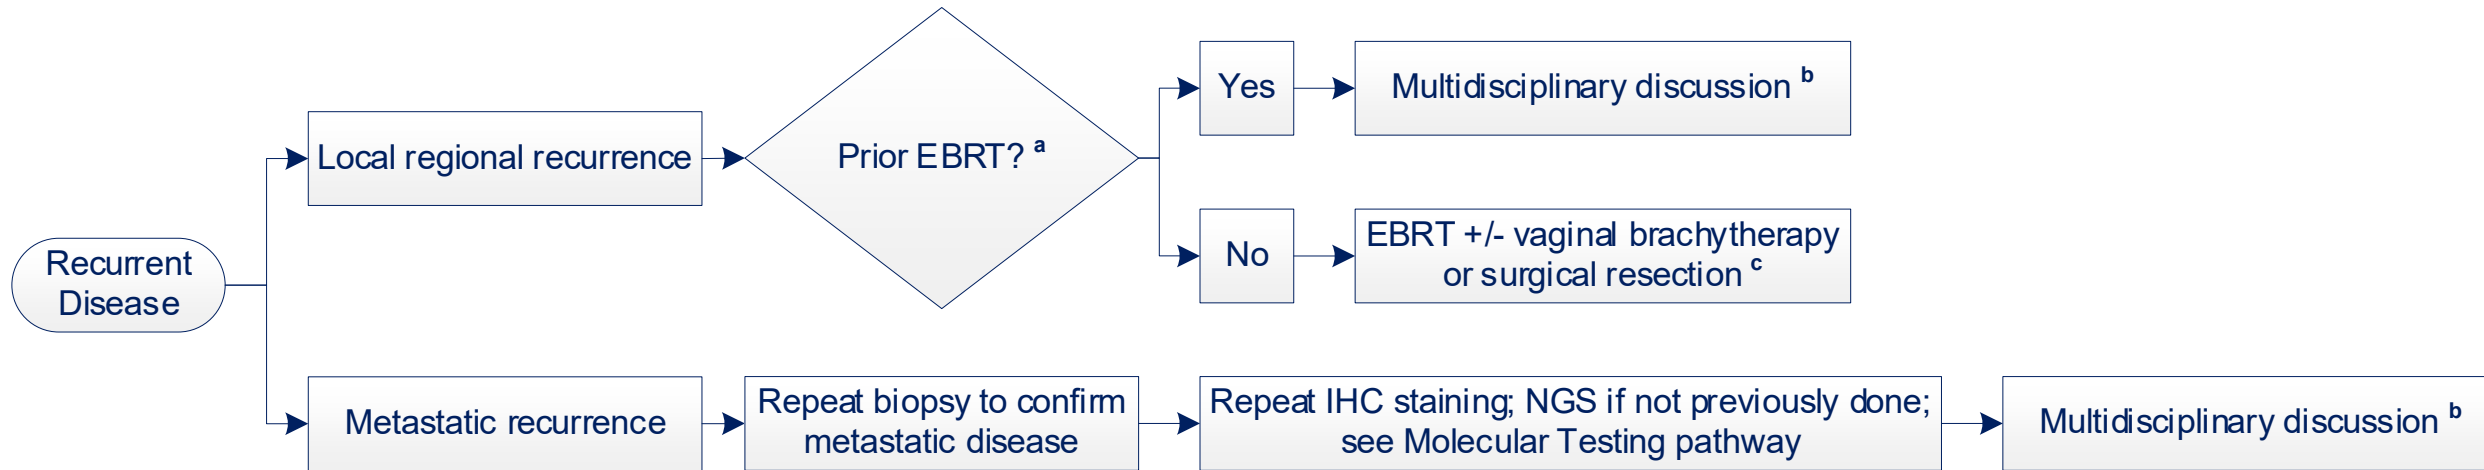 Recurrent
Disease
Local regional recurrence
Prior EBRT? a
Yes
Multidisciplinary discussion b
No
EBRT +/- vaginal brachytherapy
or surgical resection c
Metastatic recurrence
Repeat biopsy to confirm
metastatic disease
Repeat IHC staining; NGS if not previously done;
see Molecular Testing pathway
Multidisciplinary discussion b